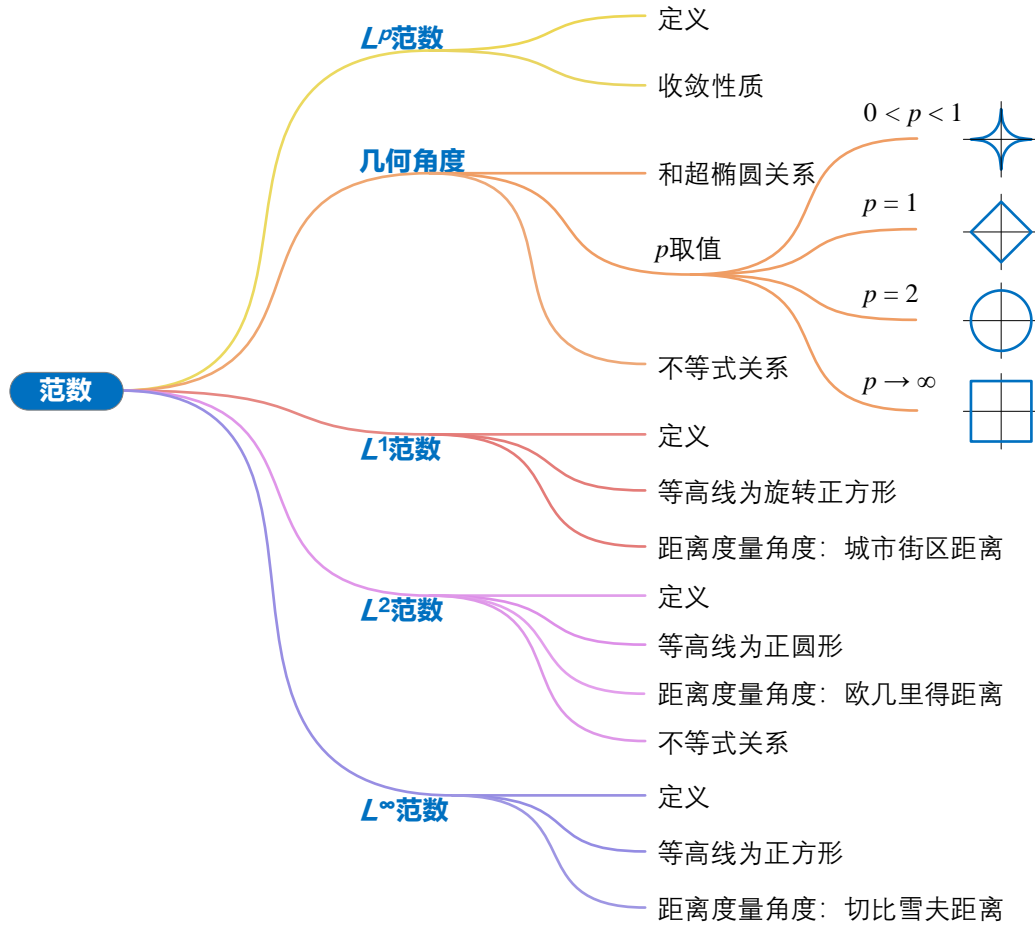 范数
Lᵖ范数
定义
收敛性质
几何角度
和超椭圆关系
p取值
0 < p < 1
p = 1
p = 2
p → ∞
不等式关系
L¹范数
定义
等高线为旋转正方形
距离度量角度：城市街区距离
L²范数
定义
等高线为正圆形
距离度量角度：欧几里得距离
不等式关系
L∞范数
定义
等高线为正方形
距离度量角度：切比雪夫距离